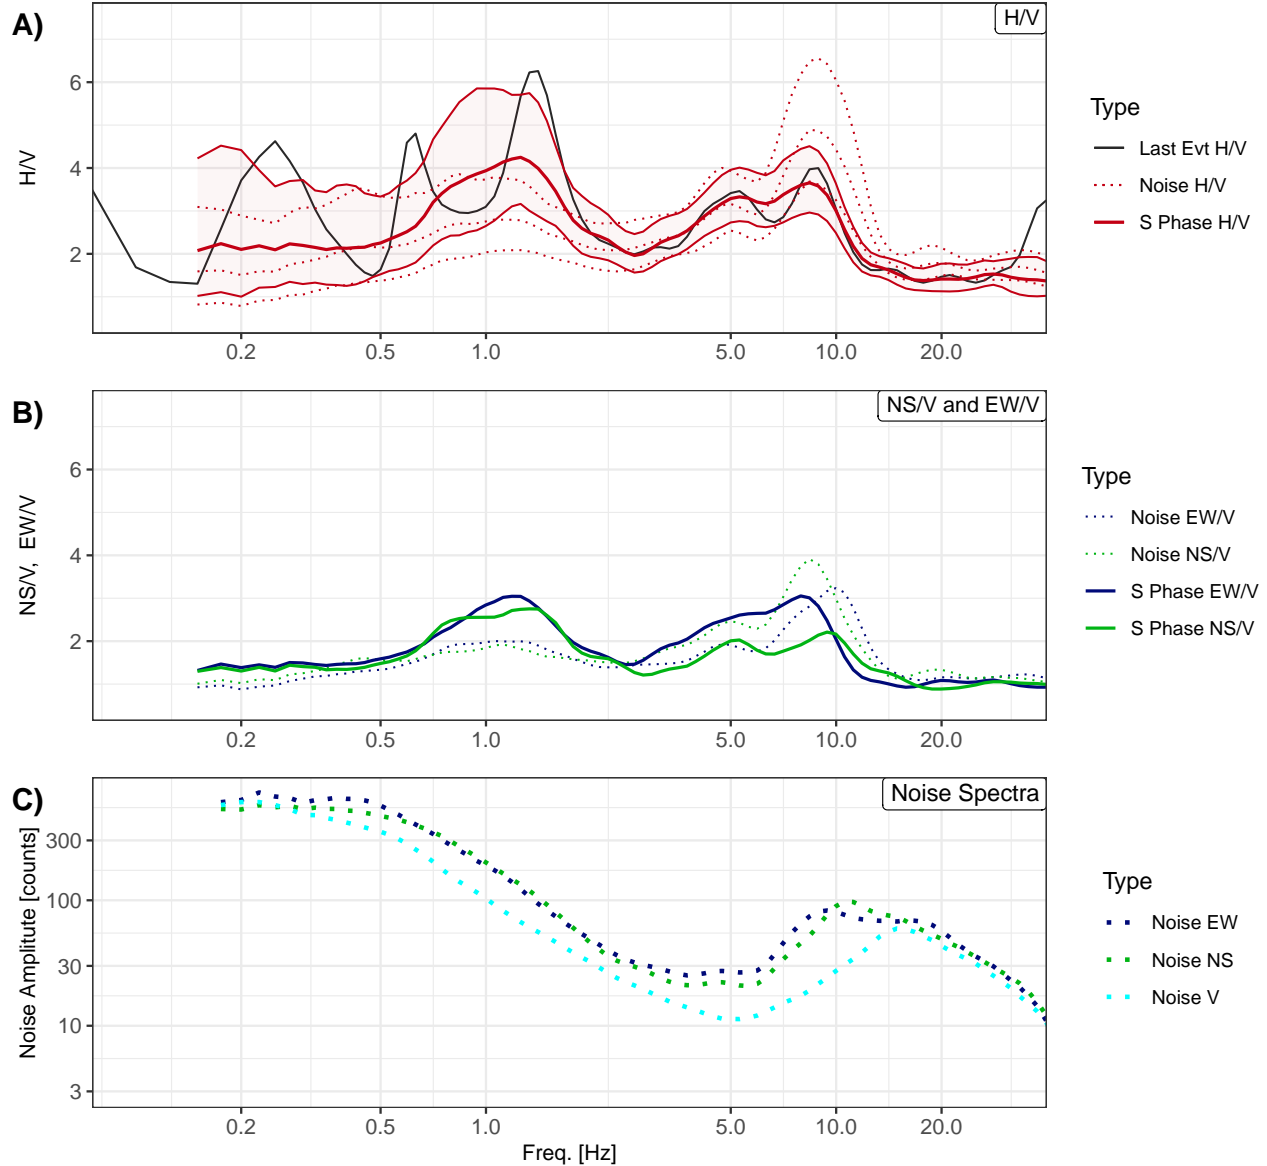 A)
H/V
H/V
6
4
2
0.2 0.5 1.0 5.0 10.0 20.0
Type
Last Evt H/V
Noise H/V
S Phase H/V
B)
NS/V and EW/V
NS/V, EW/V
6
4
2
0.2 0.5 1.0 5.0 10.0 20.0
Type
Noise EW/V
Noise NS/V
S Phase EW/V
S Phase NS/V
C)
Noise Spectra
Noise Amplitute [counts]
300
100
30
10
3
0.2 0.5 1.0 5.0 10.0 20.0
Freq. [Hz]
Type
Noise EW
Noise NS
Noise V